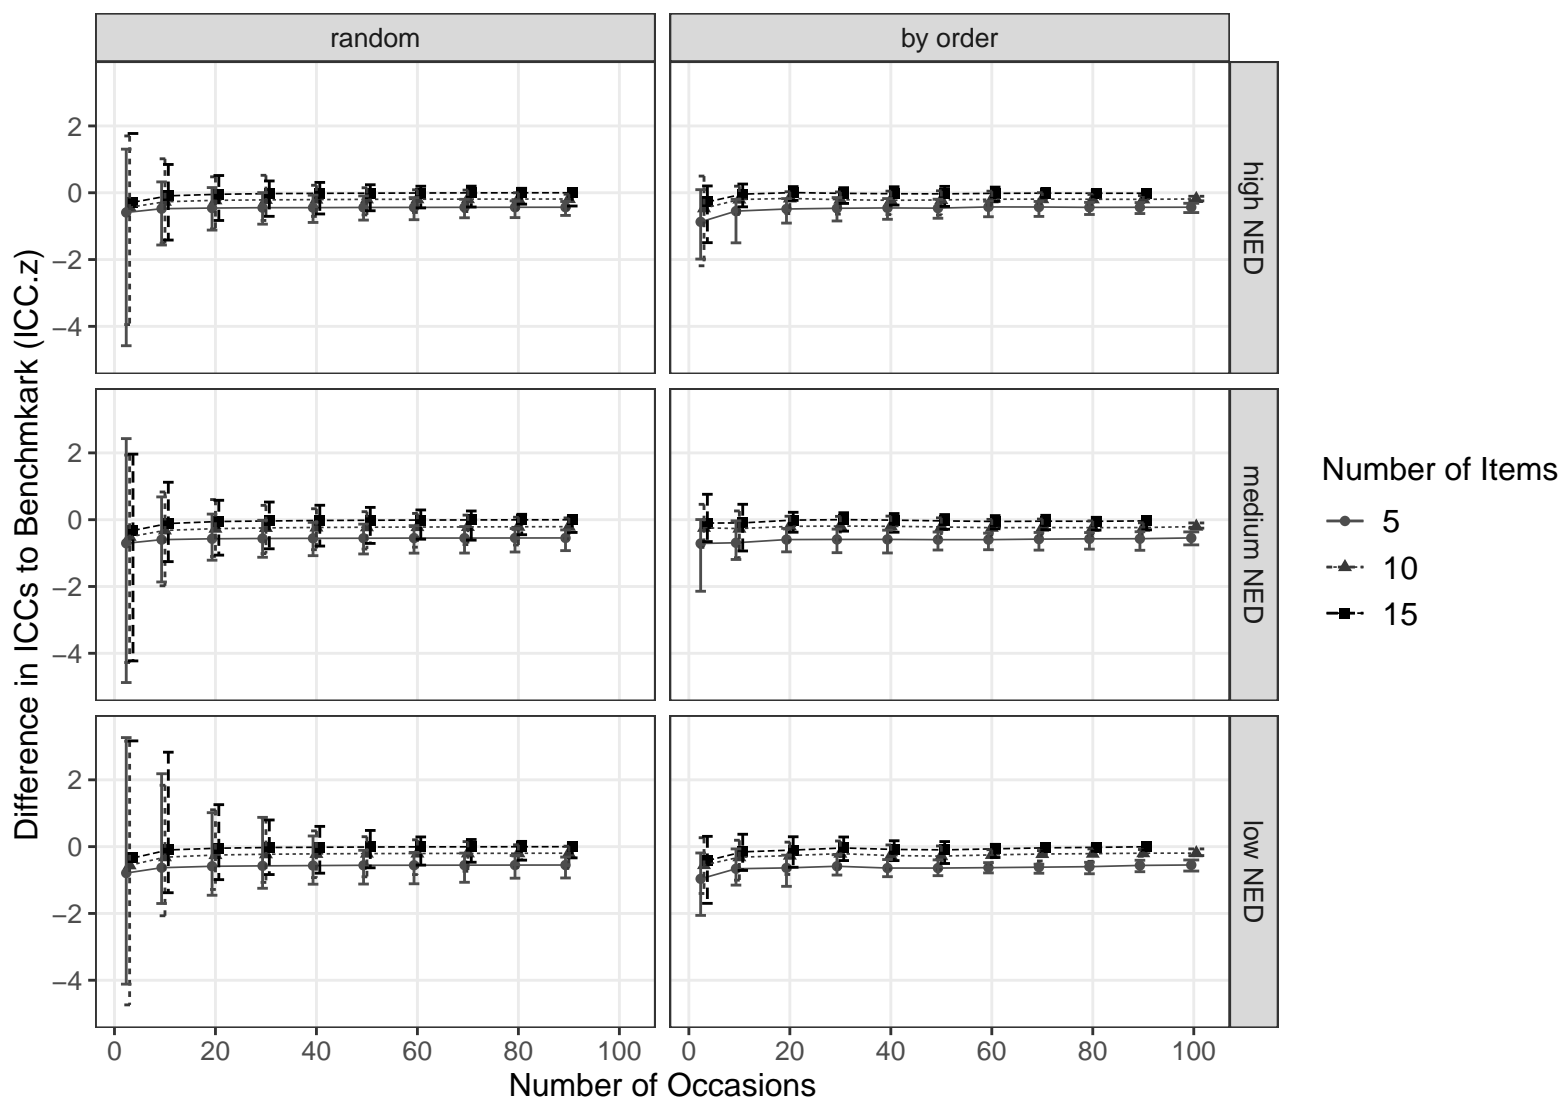 random
by order
2
0
−2
−4
high NED
2
0
−2
−4
medium NED
2
0
−2
−4
low NED
0 20 40 60 80 100
0 20 40 60 80 100
Number of Occasions
Difference in ICCs to Benchmkark (ICC.z)
Number of Items
5
10
15